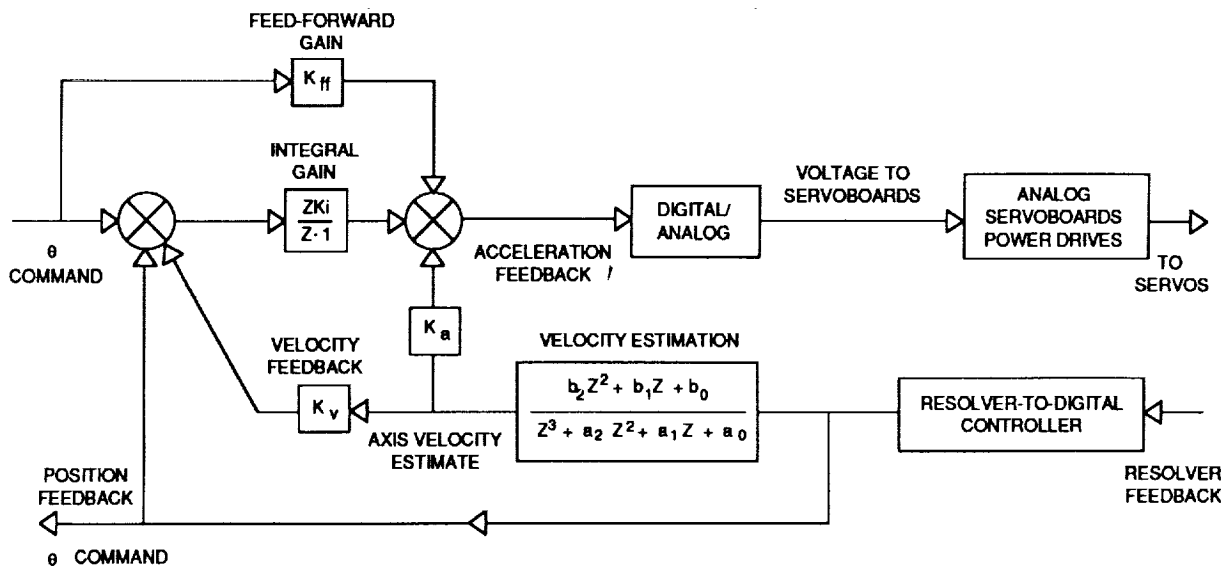 FEED-FORWARD
GAIN
K ff
INTEGRAL
GAIN
ZKi
Z-1
θ
COMMAND
ACCELERATION
FEEDBACK /
DIGITAL/
ANALOG
VOLTAGE TO
SERVOBOARDS
ANALOG
SERVOBOARDS
POWER DRIVES
TO
SERVOS
K a
VELOCITY
FEEDBACK
K v
AXIS VELOCITY
ESTIMATE
VELOCITY ESTIMATION
b₂Z² + b₁Z + b₀
Z³ + a₂ Z² + a₁ Z + a₀
RESOLVER-TO-DIGITAL
CONTROLLER
RESOLVER
FEEDBACK
POSITION
FEEDBACK
θ COMMAND